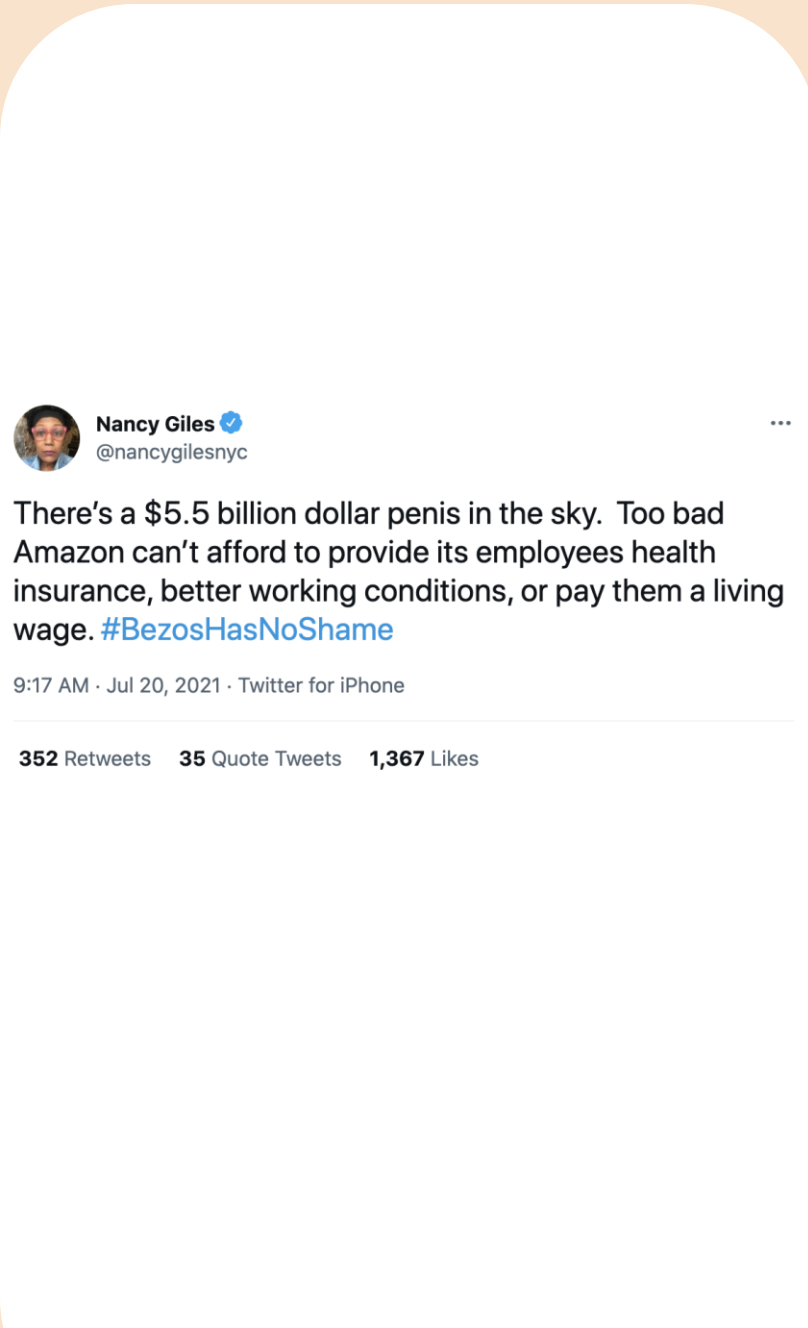 Nancy Giles
@nancygilesnyc
There's a $5.5 billion dollar penis in the sky.  Too bad
Amazon can't afford to provide its employees health
insurance, better working conditions, or pay them a living
wage. #BezosHasNoShame
9:17 AM · Jul 20, 2021 · Twitter for iPhone
352 Retweets 35 Quote Tweets 1,367 Likes